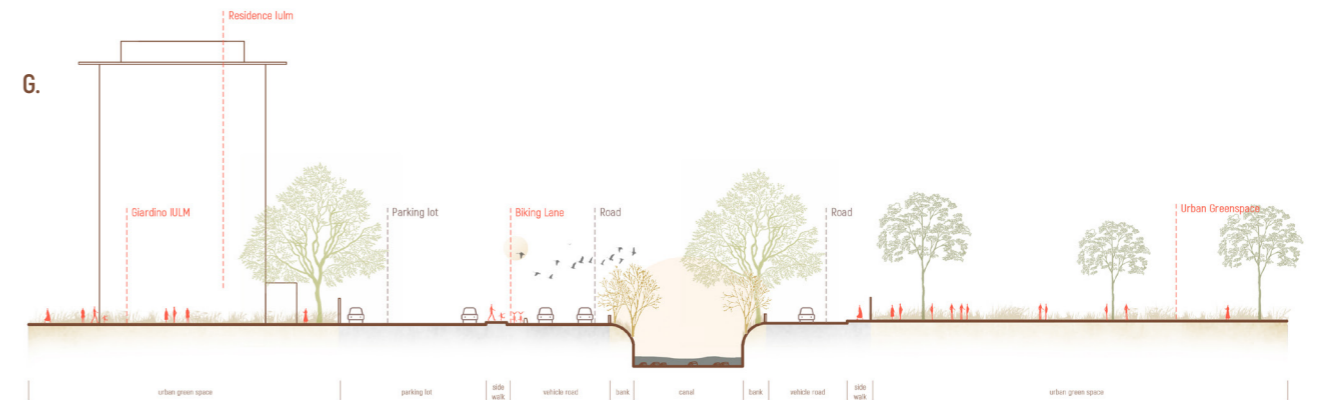 Residence Iulm
G.
Giardino IULM
Parking lot
Biking Lane
Road
Road
Urban Greenspace
urban green space
parking lot
side
walk
vehicle road
bank
canal
bank
vehicle road
side
walk
urban green space